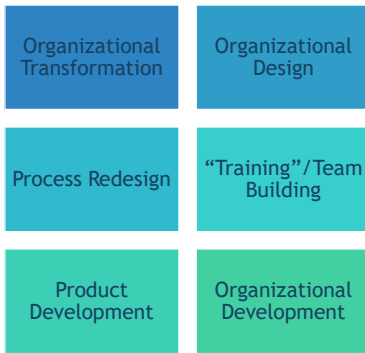 Organizational
Transformation
Organizational
Design
Process Redesign
“Training”/Team
Building
Product
Development
Organizational
Development